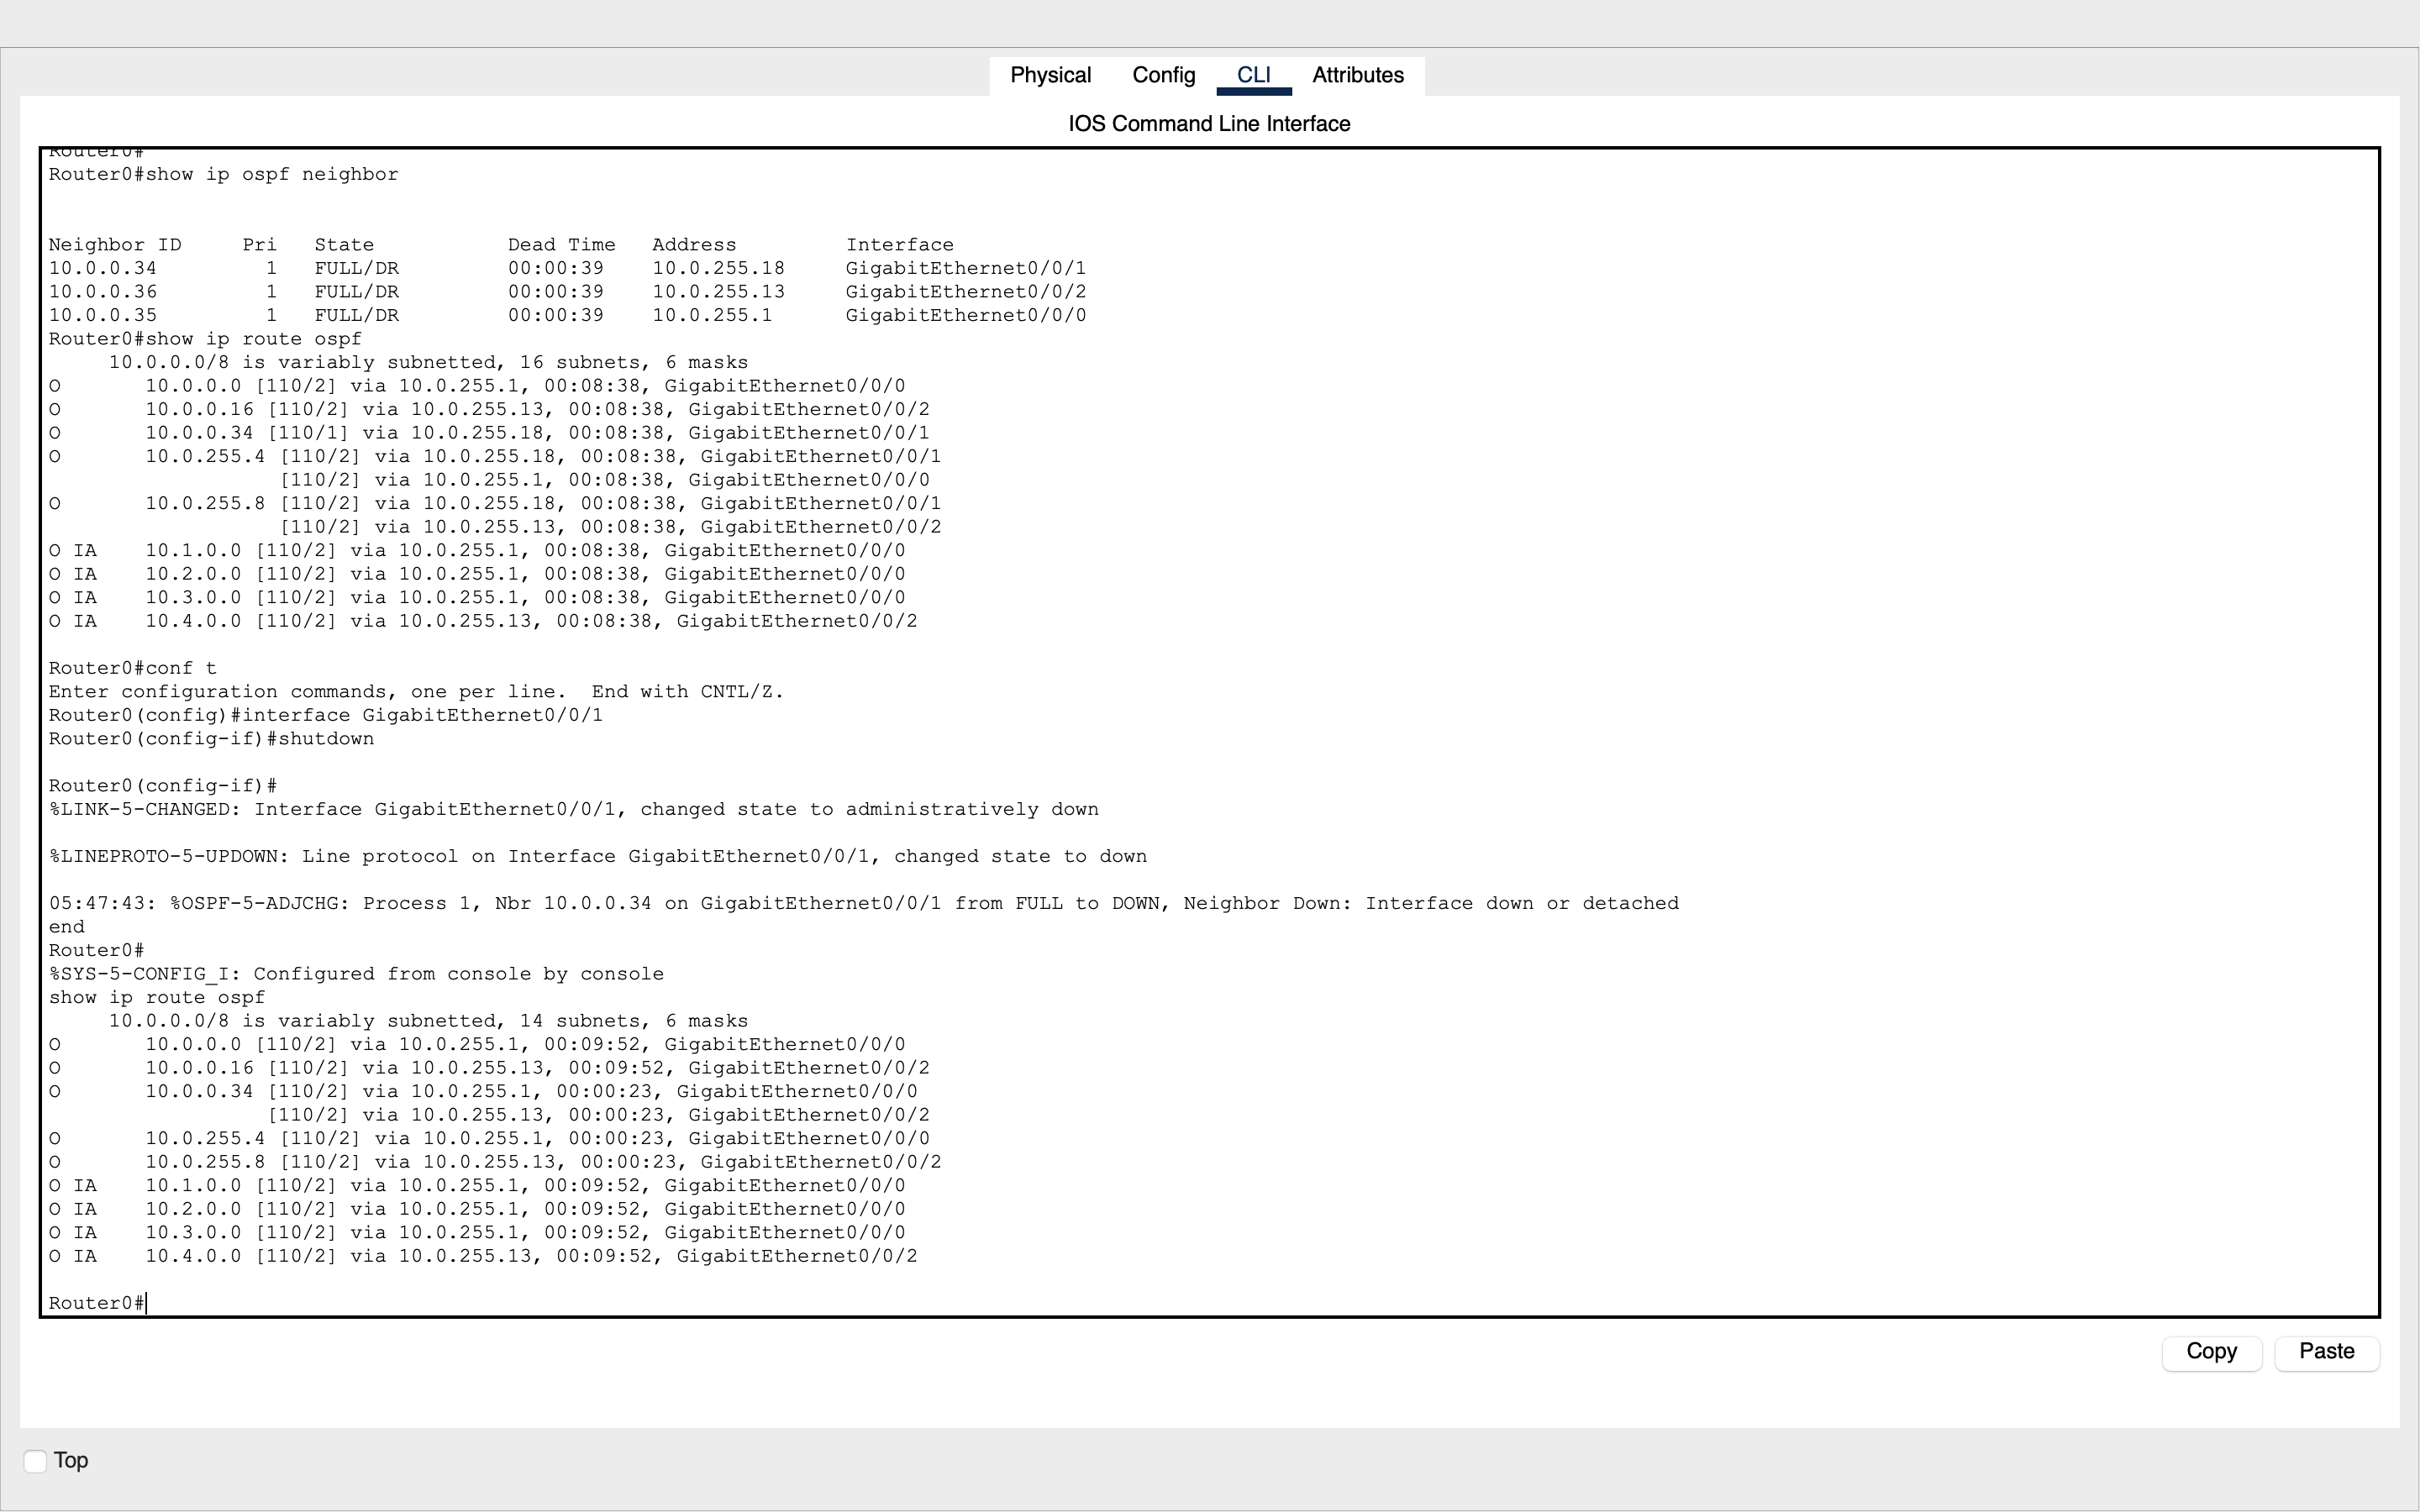 Physical Config CLI Attributes
IOS Command Line Interface
Router0#
Router0#show ip ospf neighbor
Neighbor ID     Pri   State           Dead Time   Address         Interface
10.0.0.34         1   FULL/DR         00:00:39    10.0.255.18     GigabitEthernet0/0/1
10.0.0.36         1   FULL/DR         00:00:39    10.0.255.13     GigabitEthernet0/0/2
10.0.0.35         1   FULL/DR         00:00:39    10.0.255.1      GigabitEthernet0/0/0
Router0#show ip route ospf
     10.0.0.0/8 is variably subnetted, 16 subnets, 6 masks
O       10.0.0.0 [110/2] via 10.0.255.1, 00:08:38, GigabitEthernet0/0/0
O       10.0.0.16 [110/2] via 10.0.255.13, 00:08:38, GigabitEthernet0/0/2
O       10.0.0.34 [110/1] via 10.0.255.18, 00:08:38, GigabitEthernet0/0/1
O       10.0.255.4 [110/2] via 10.0.255.18, 00:08:38, GigabitEthernet0/0/1
                   [110/2] via 10.0.255.1, 00:08:38, GigabitEthernet0/0/0
O       10.0.255.8 [110/2] via 10.0.255.18, 00:08:38, GigabitEthernet0/0/1
                   [110/2] via 10.0.255.13, 00:08:38, GigabitEthernet0/0/2
O IA    10.1.0.0 [110/2] via 10.0.255.1, 00:08:38, GigabitEthernet0/0/0
O IA    10.2.0.0 [110/2] via 10.0.255.1, 00:08:38, GigabitEthernet0/0/0
O IA    10.3.0.0 [110/2] via 10.0.255.1, 00:08:38, GigabitEthernet0/0/0
O IA    10.4.0.0 [110/2] via 10.0.255.13, 00:08:38, GigabitEthernet0/0/2
Router0#conf t
Enter configuration commands, one per line.  End with CNTL/Z.
Router0(config)#interface GigabitEthernet0/0/1
Router0(config-if)#shutdown
Router0(config-if)#
%LINK-5-CHANGED: Interface GigabitEthernet0/0/1, changed state to administratively down
%LINEPROTO-5-UPDOWN: Line protocol on Interface GigabitEthernet0/0/1, changed state to down
05:47:43: %OSPF-5-ADJCHG: Process 1, Nbr 10.0.0.34 on GigabitEthernet0/0/1 from FULL to DOWN, Neighbor Down: Interface down or detached
end
Router0#
%SYS-5-CONFIG_I: Configured from console by console
show ip route ospf
     10.0.0.0/8 is variably subnetted, 14 subnets, 6 masks
O       10.0.0.0 [110/2] via 10.0.255.1, 00:09:52, GigabitEthernet0/0/0
O       10.0.0.16 [110/2] via 10.0.255.13, 00:09:52, GigabitEthernet0/0/2
O       10.0.0.34 [110/2] via 10.0.255.1, 00:00:23, GigabitEthernet0/0/0
                  [110/2] via 10.0.255.13, 00:00:23, GigabitEthernet0/0/2
O       10.0.255.4 [110/2] via 10.0.255.1, 00:00:23, GigabitEthernet0/0/0
O       10.0.255.8 [110/2] via 10.0.255.13, 00:00:23, GigabitEthernet0/0/2
O IA    10.1.0.0 [110/2] via 10.0.255.1, 00:09:52, GigabitEthernet0/0/0
O IA    10.2.0.0 [110/2] via 10.0.255.1, 00:09:52, GigabitEthernet0/0/0
O IA    10.3.0.0 [110/2] via 10.0.255.1, 00:09:52, GigabitEthernet0/0/0
O IA    10.4.0.0 [110/2] via 10.0.255.13, 00:09:52, GigabitEthernet0/0/2
Router0#
Copy Paste
Top